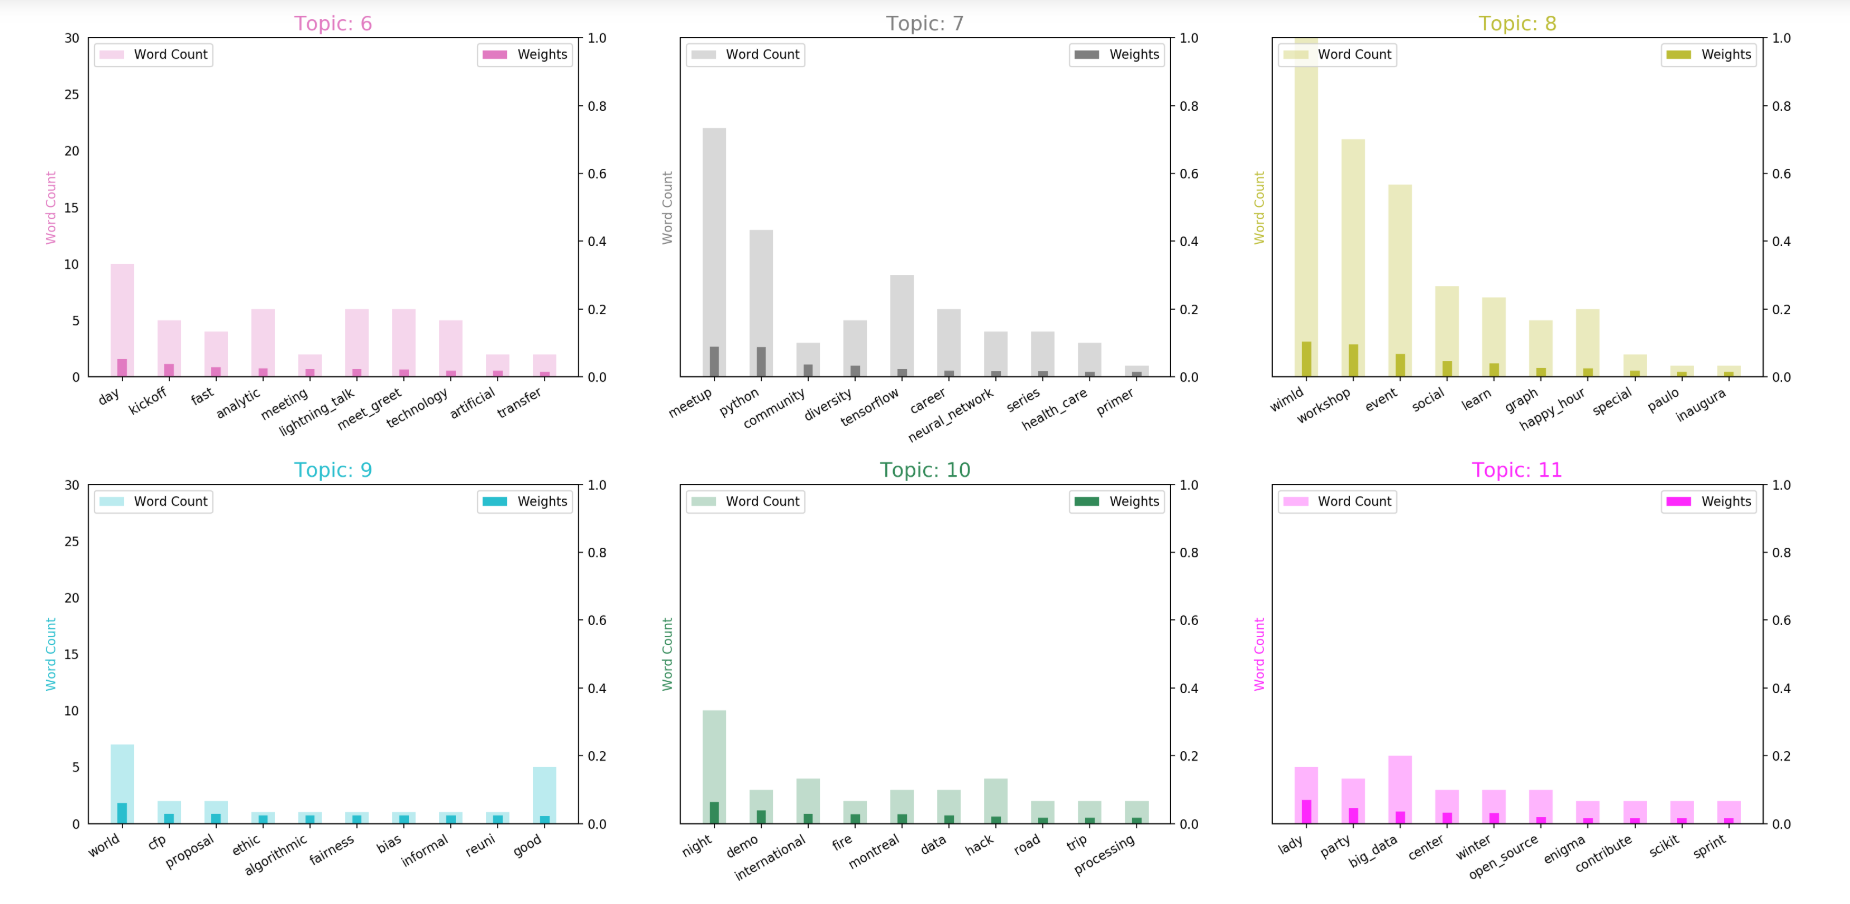 Topic: 6
Topic: 7
Topic: 8
30
25
20
15
10
5
0
Word Count
Word Count
Weights
1.0
0.8
0.6
0.4
0.2
0.0
day
kickoff
fast
analytic
meeting
lightning_talk
meet_greet
technology
artificial
transfer
Word Count
Word Count
Weights
1.0
0.8
0.6
0.4
0.2
0.0
meetup
python
community
diversity
tensorflow
career
neural_network
series
health_care
primer
Word Count
Word Count
Weights
1.0
0.8
0.6
0.4
0.2
0.0
wimld
workshop
event
social
learn
graph
happy_hour
special
paulo
inaugura
Topic: 9
Topic: 10
Topic: 11
30
25
20
15
10
5
0
Word Count
Word Count
Weights
1.0
0.8
0.6
0.4
0.2
0.0
world
cfp
proposal
ethic
algorithmic
fairness
bias
informal
reuni
good
Word Count
Word Count
Weights
1.0
0.8
0.6
0.4
0.2
0.0
night
demo
international
fire
montreal
data
hack
road
trip
processing
Word Count
Word Count
Weights
1.0
0.8
0.6
0.4
0.2
0.0
lady
party
big_data
center
winter
open_source
enigma
contribute
scikit
sprint